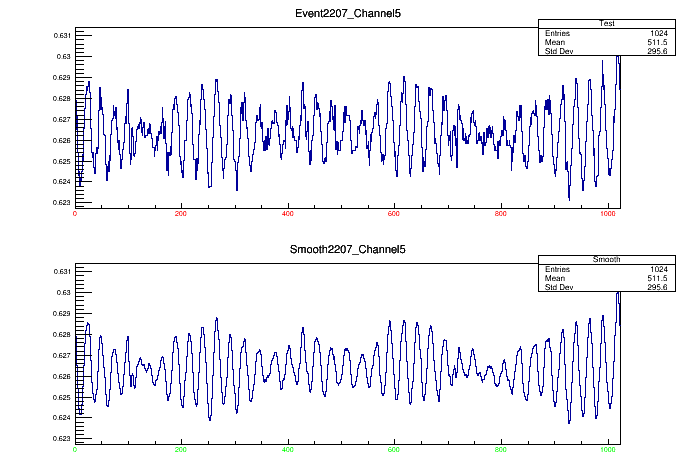 Event2207_Channel5
Test
Entries 1024
Mean 511.5
Std Dev 295.6
0.631
0.63
0.629
0.628
0.627
0.626
0.625
0.624
0.623
0 200 400 600 800 1000
Smooth2207_Channel5
Smooth
Entries 1024
Mean 511.5
Std Dev 295.6
0.631
0.63
0.629
0.628
0.627
0.626
0.625
0.624
0.623
0 200 400 600 800 1000